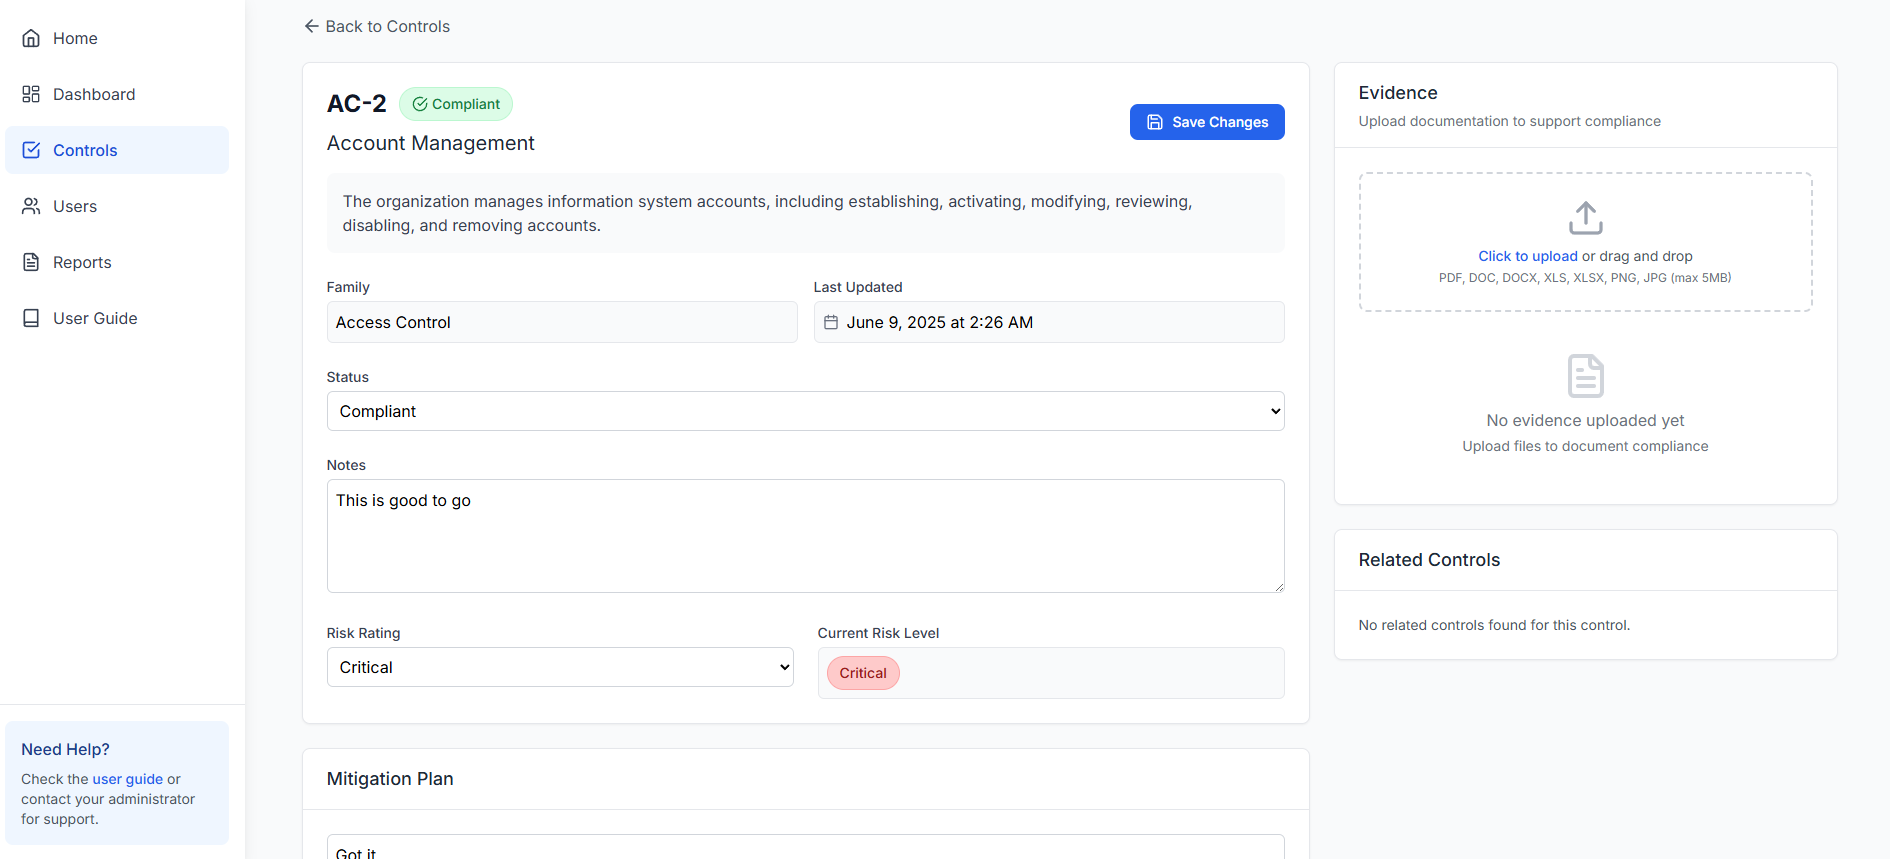 Home
Dashboard
Controls
Users
Reports
User Guide
Need Help?
Check the user guide or
contact your administrator
for support.
Back to Controls
AC-2
Compliant
Account Management
Save Changes
The organization manages information system accounts, including establishing, activating, modifying, reviewing,
disabling, and removing accounts.
Family
Access Control
Last Updated
June 9, 2025 at 2:26 AM
Status
Compliant
Notes
This is good to go
Risk Rating
Critical
Current Risk Level
Critical
Mitigation Plan
Got it
Evidence
Upload documentation to support compliance
Click to upload or drag and drop
PDF, DOC, DOCX, XLS, XLSX, PNG, JPG (max 5MB)
No evidence uploaded yet
Upload files to document compliance
Related Controls
No related controls found for this control.